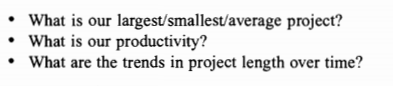 • What is our largest/smallest/average project?
• What is our productivity?
• What are the trends in project length over time?